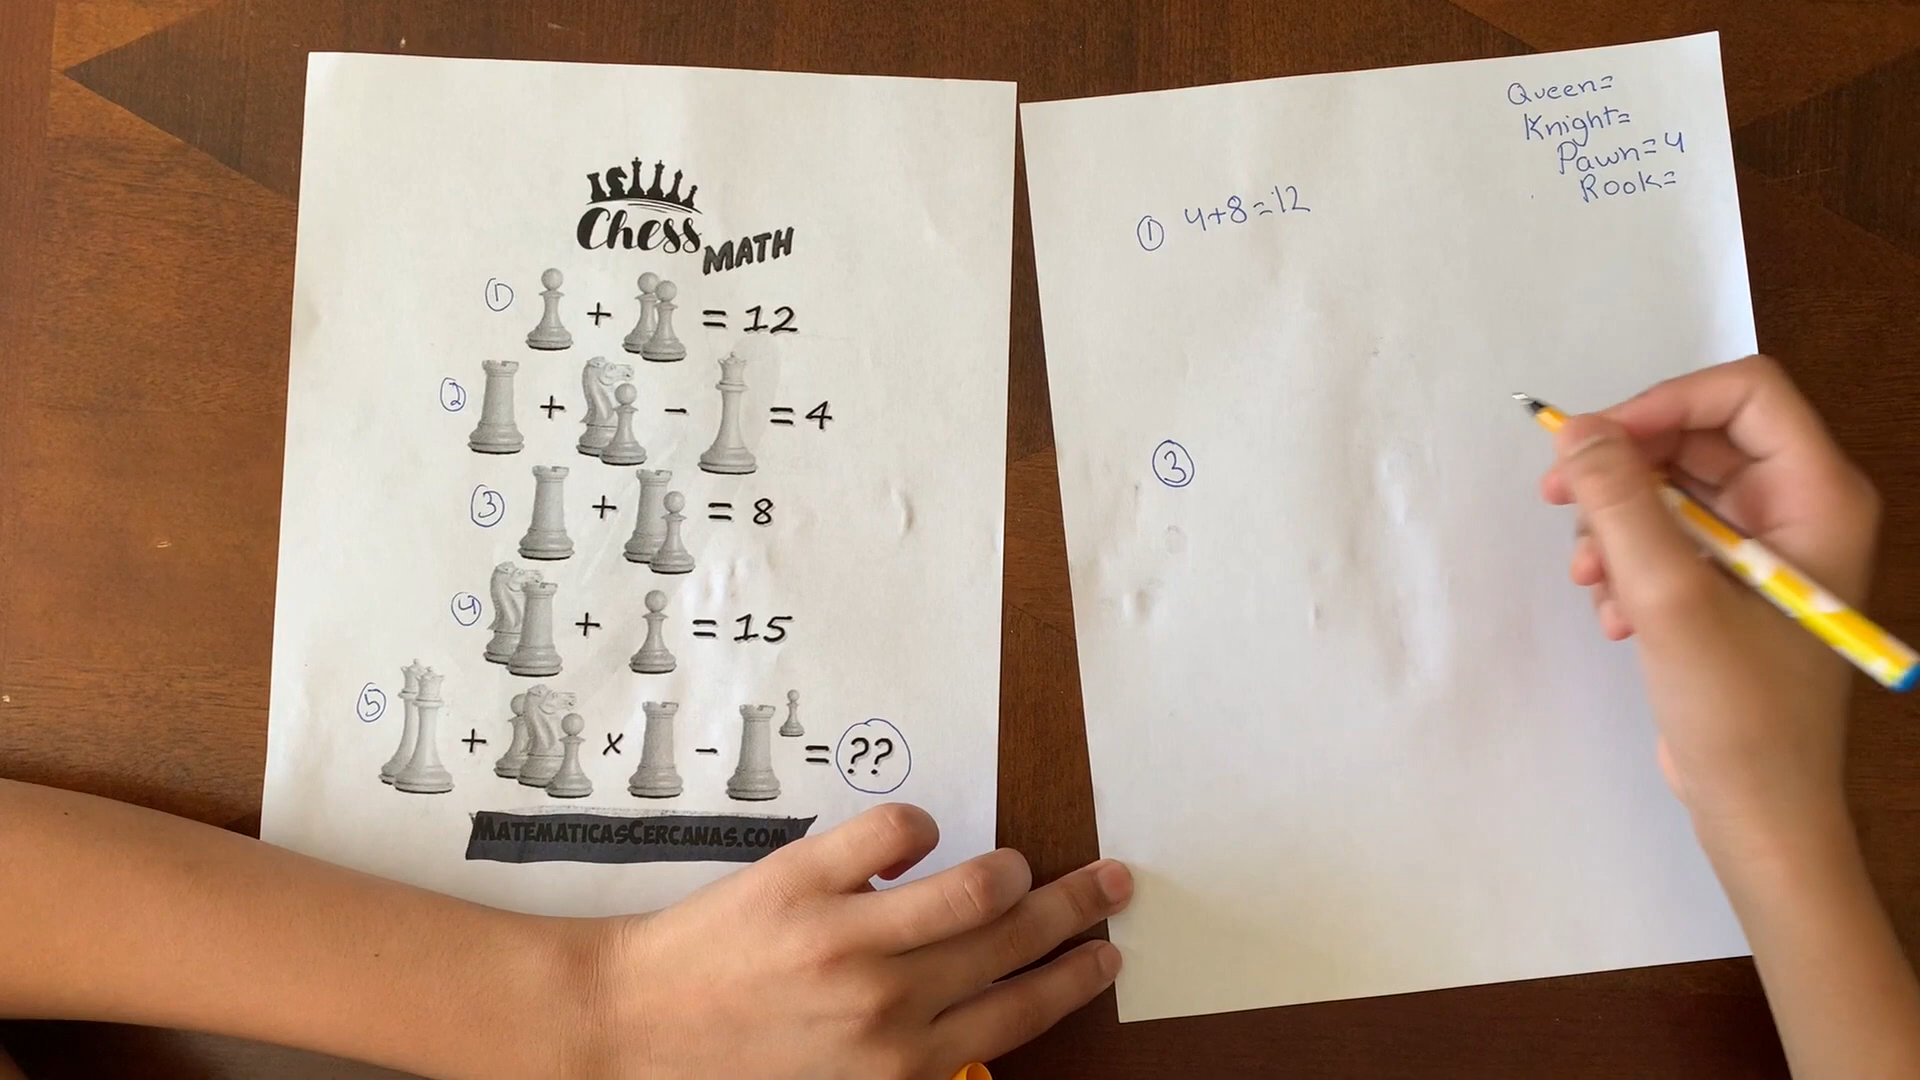 Chess
MATH
① + = 12
② + - = 4
③ + = 8
④ + = 15
⑤ + x - = ??
MATEMATICASCERCANAS.COM
Queen=
Knight=
Pawn=4
Rook=
① 4+8=12
③